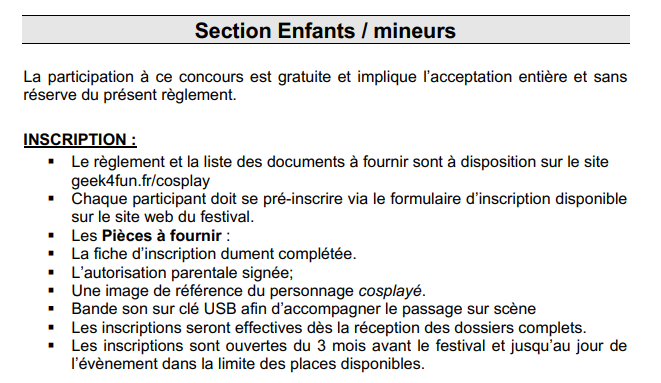 Section Enfants / mineurs
La participation à ce concours est gratuite et implique l’acceptation entière et sans
réserve du présent règlement.
INSCRIPTION :
▪ Le règlement et la liste des documents à fournir sont à disposition sur le site
geek4fun.fr/cosplay
▪ Chaque participant doit se pré-inscrire via le formulaire d’inscription disponible
sur le site web du festival.
▪ Les Pièces à fournir :
▪ La fiche d’inscription dument complétée.
▪ L’autorisation parentale signée;
▪ Une image de référence du personnage cosplayé.
▪ Bande son sur clé USB afin d’accompagner le passage sur scène
▪ Les inscriptions seront effectives dès la réception des dossiers complets.
▪ Les inscriptions sont ouvertes du 3 mois avant le festival et jusqu’au jour de
l’évènement dans la limite des places disponibles.